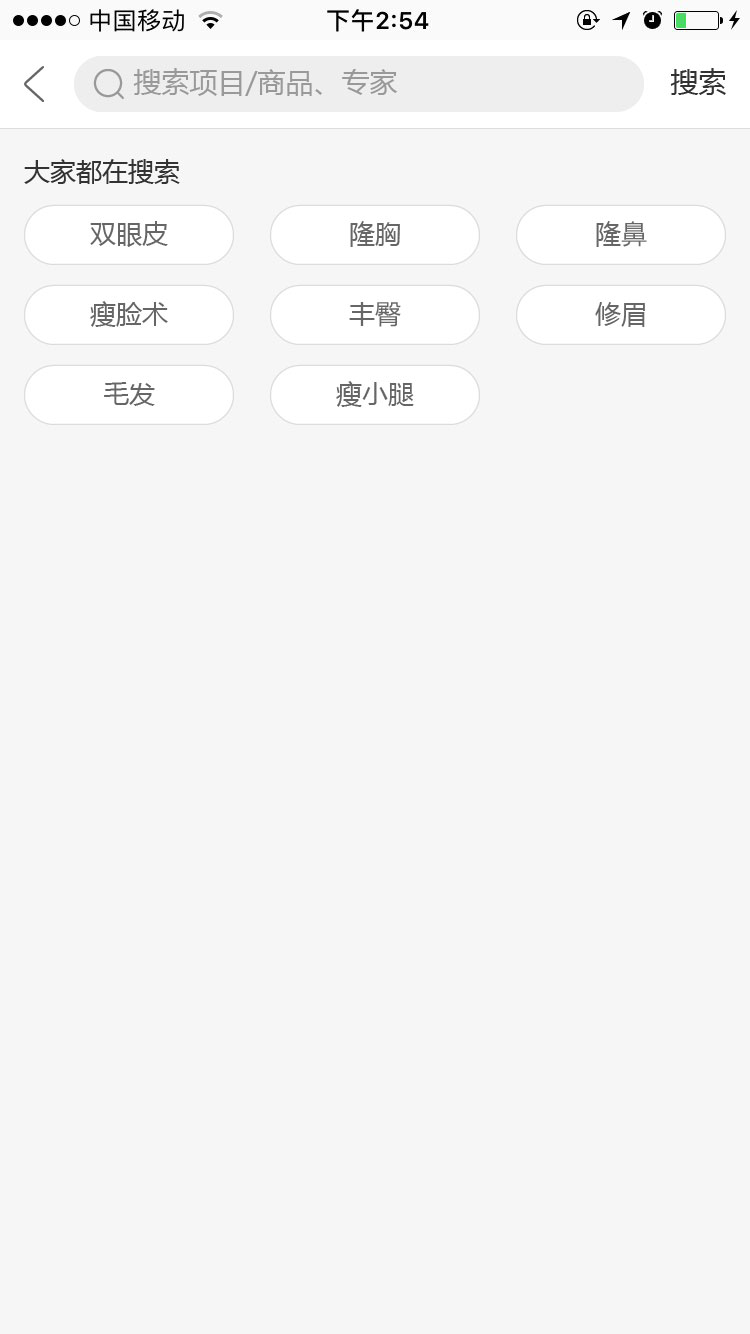 中国移动 下午2:54
搜索项目/商品、专家 搜索
大家都在搜索
双眼皮 隆胸 隆鼻
瘦脸术 丰臀 修眉
毛发 瘦小腿